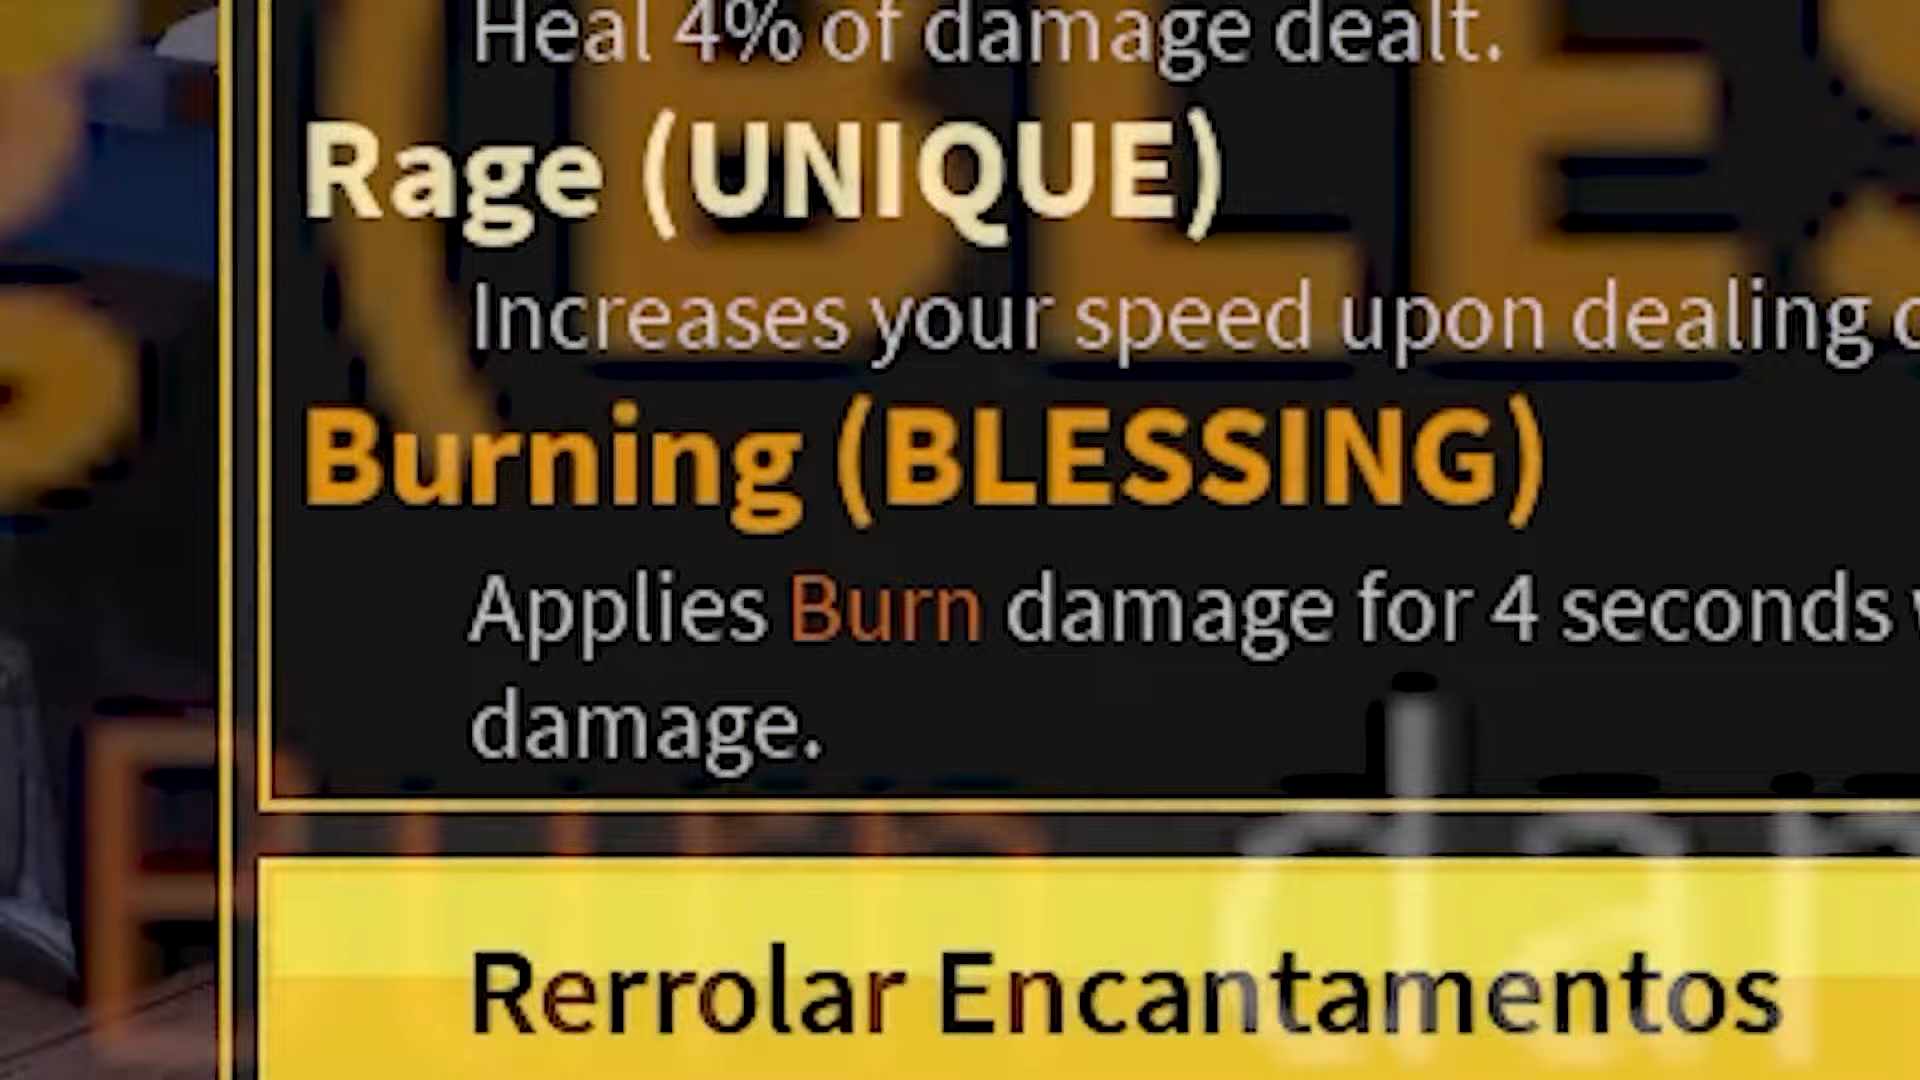 Heal 4% of damage dealt.
Rage (UNIQUE)
Increases your speed upon dealing
Burning (BLESSING)
Applies Burn damage for 4 seconds
damage.
Rerrolar Encantamentos